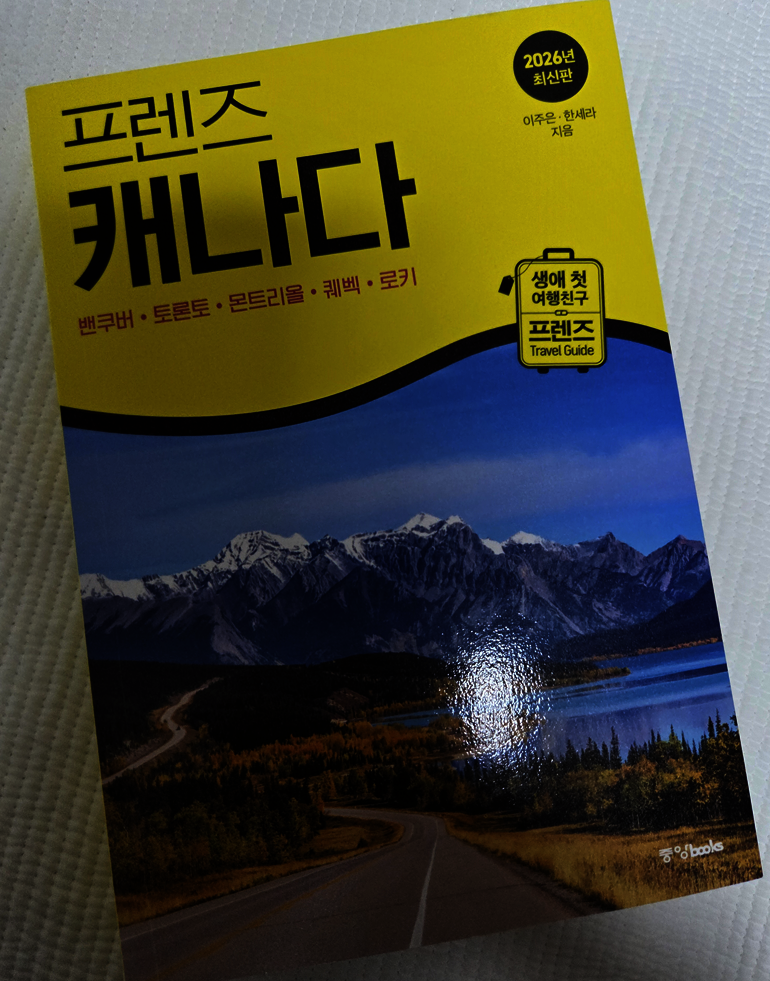 프렌즈
캐나다
밴쿠버 • 토론토 • 몬트리올 • 퀘벡 • 로키
2026년
최신판
이주은 · 한세라
지음
생애 첫
여행친구
프렌즈
Travel Guide
중앙books